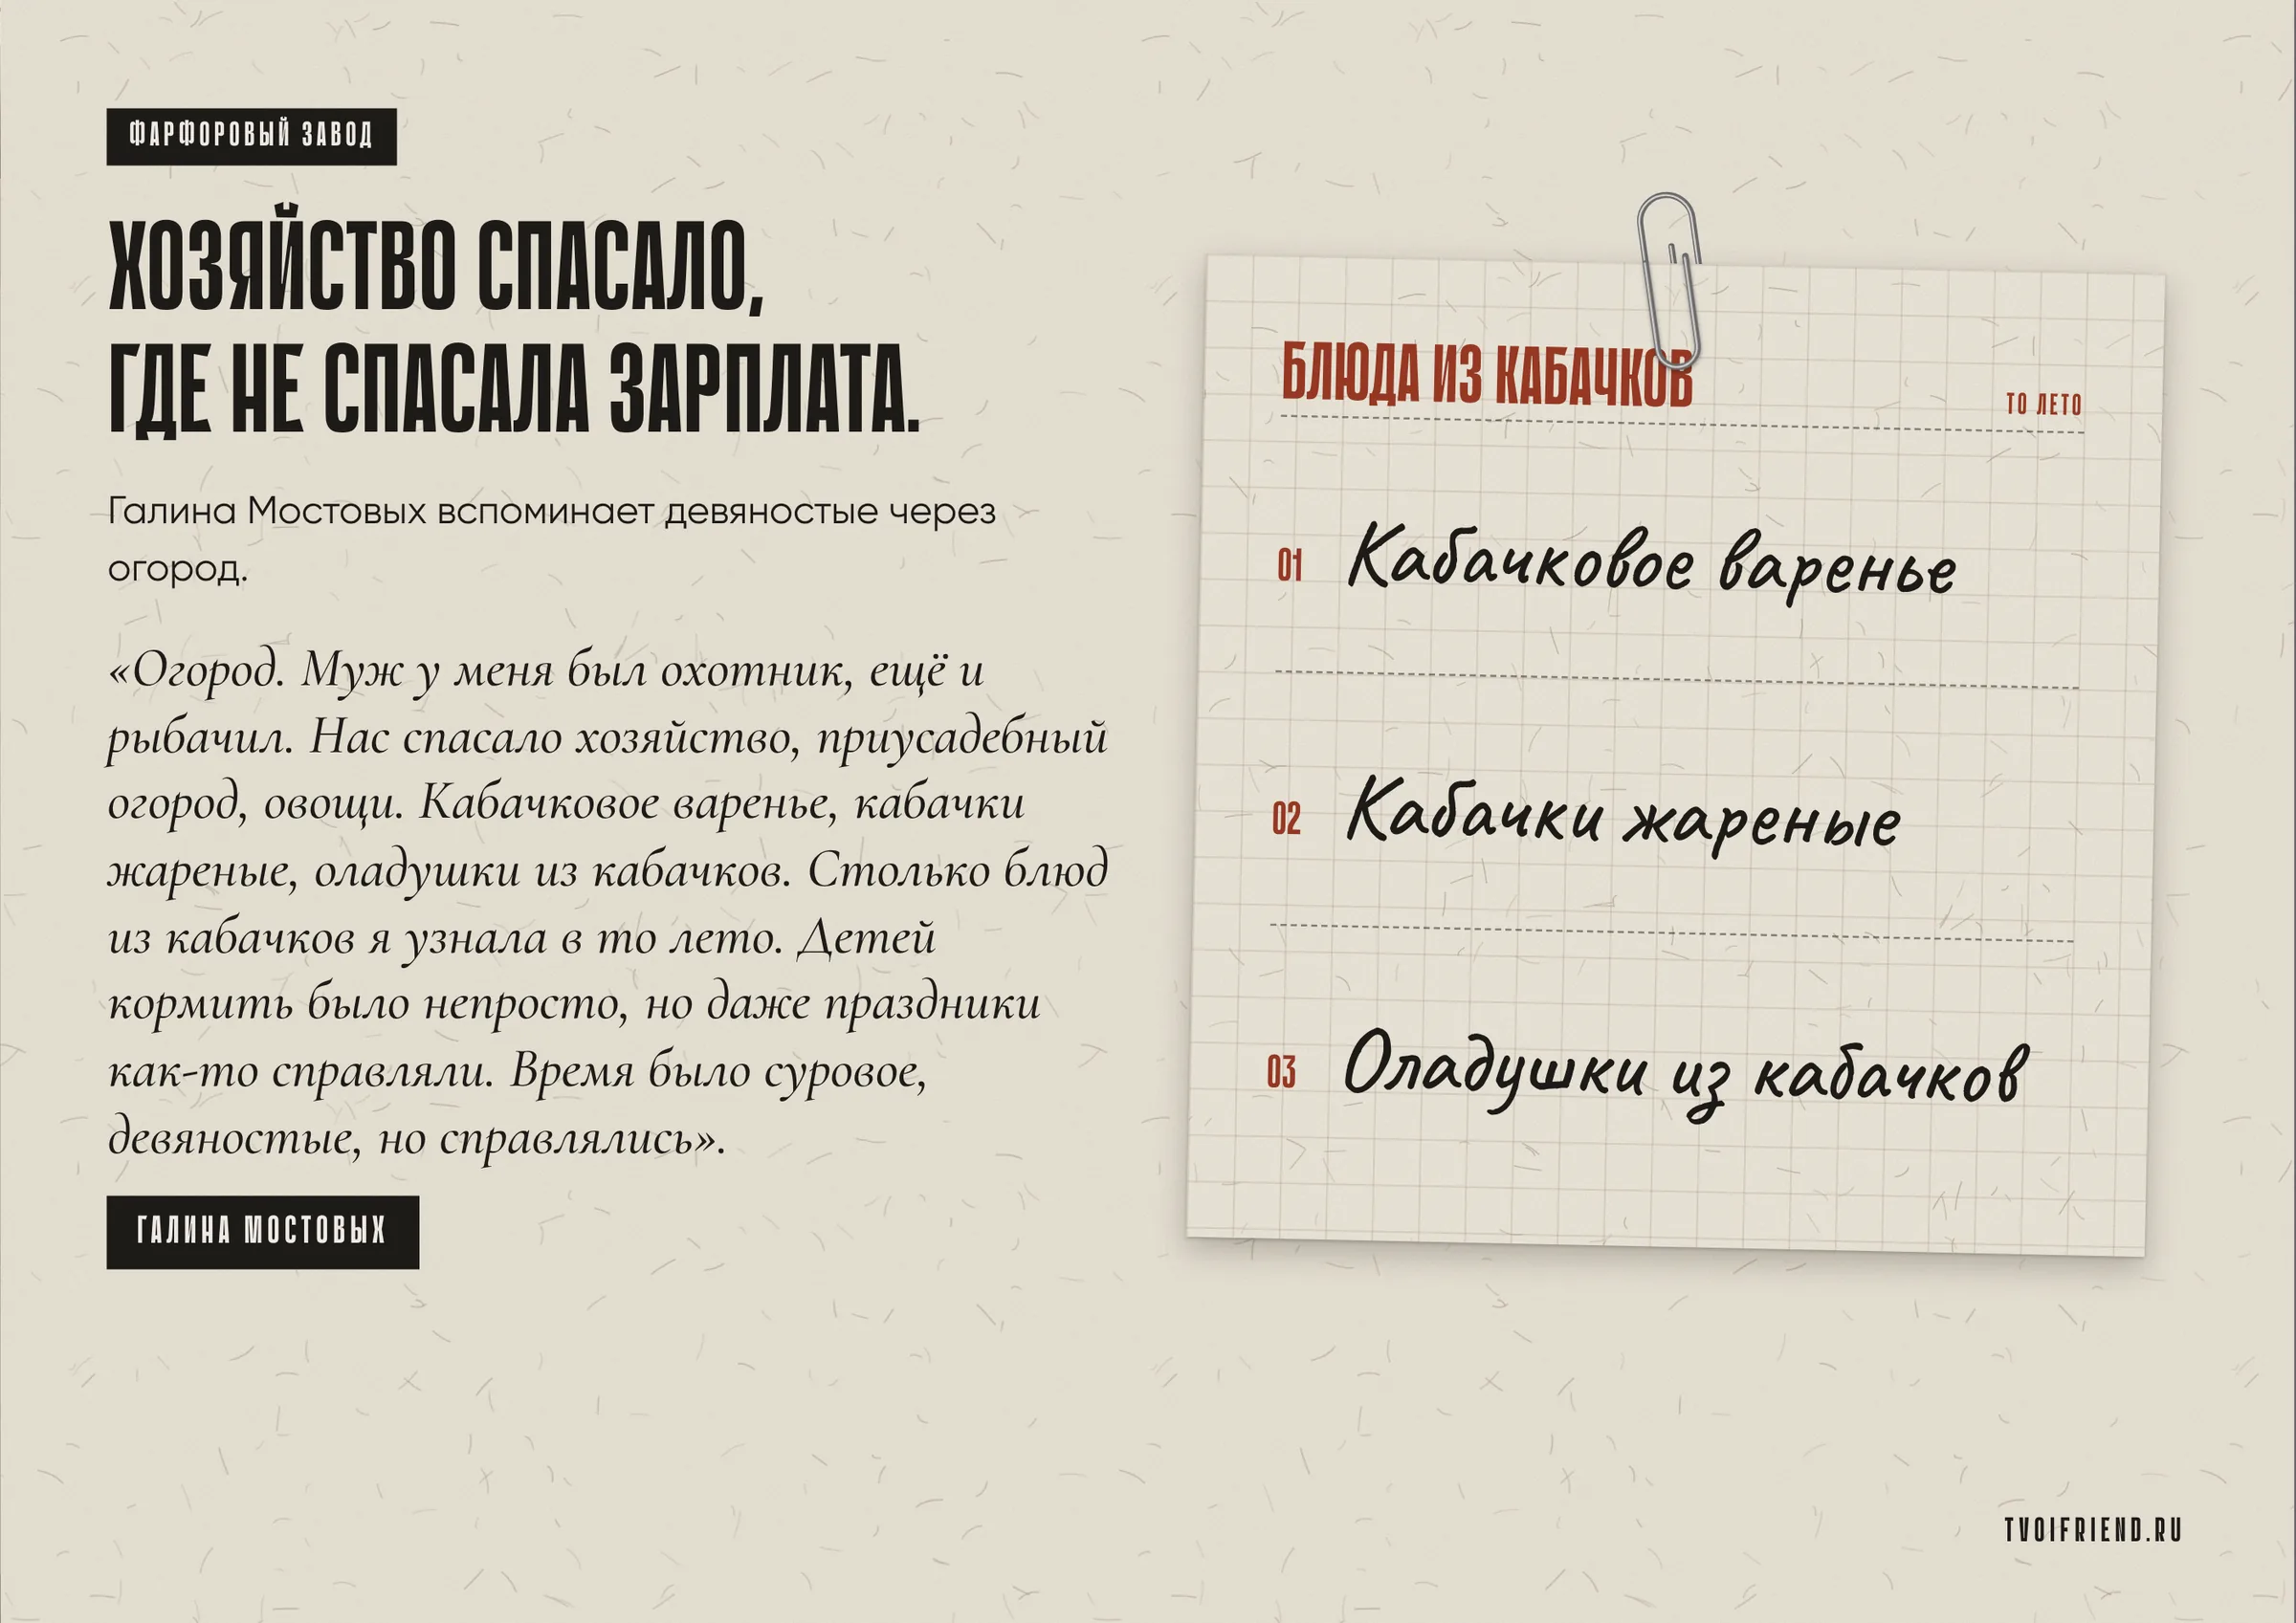 ФАРФОРОВЫЙ ЗАВОД
ХОЗЯЙСТВО СПАСАЛО,
ГДЕ НЕ СПАСАЛА ЗАРПЛАТА.
Галина Мостовых вспоминает девяностые через
огород.
«Огород. Муж у меня был охотник, ещё и
рыбачил. Нас спасало хозяйство, приусадебный
огород, овощи. Кабачковое варенье, кабачки
жареные, оладушки из кабачков. Столько блюд
из кабачков я узнала в то лето. Детей
кормить было непросто, но даже праздники
как-то справляли. Время было суровое,
девяностые, но справлялись».
ГАЛИНА МОСТОВЫХ
БЛЮДА ИЗ КАБАЧКОВ
ТО ЛЕТО
01 Кабачковое варенье
02 Кабачки жареные
03 Оладушки из кабачков
TVOIFRIEND.RU